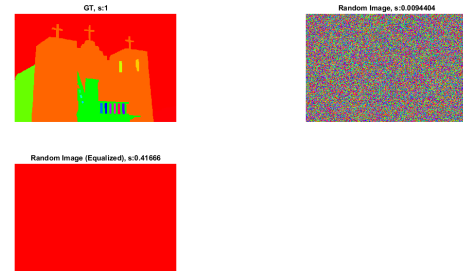 GT, s:1
Random Image, s:0.0094404
Random Image (Equalized), s:0.41666